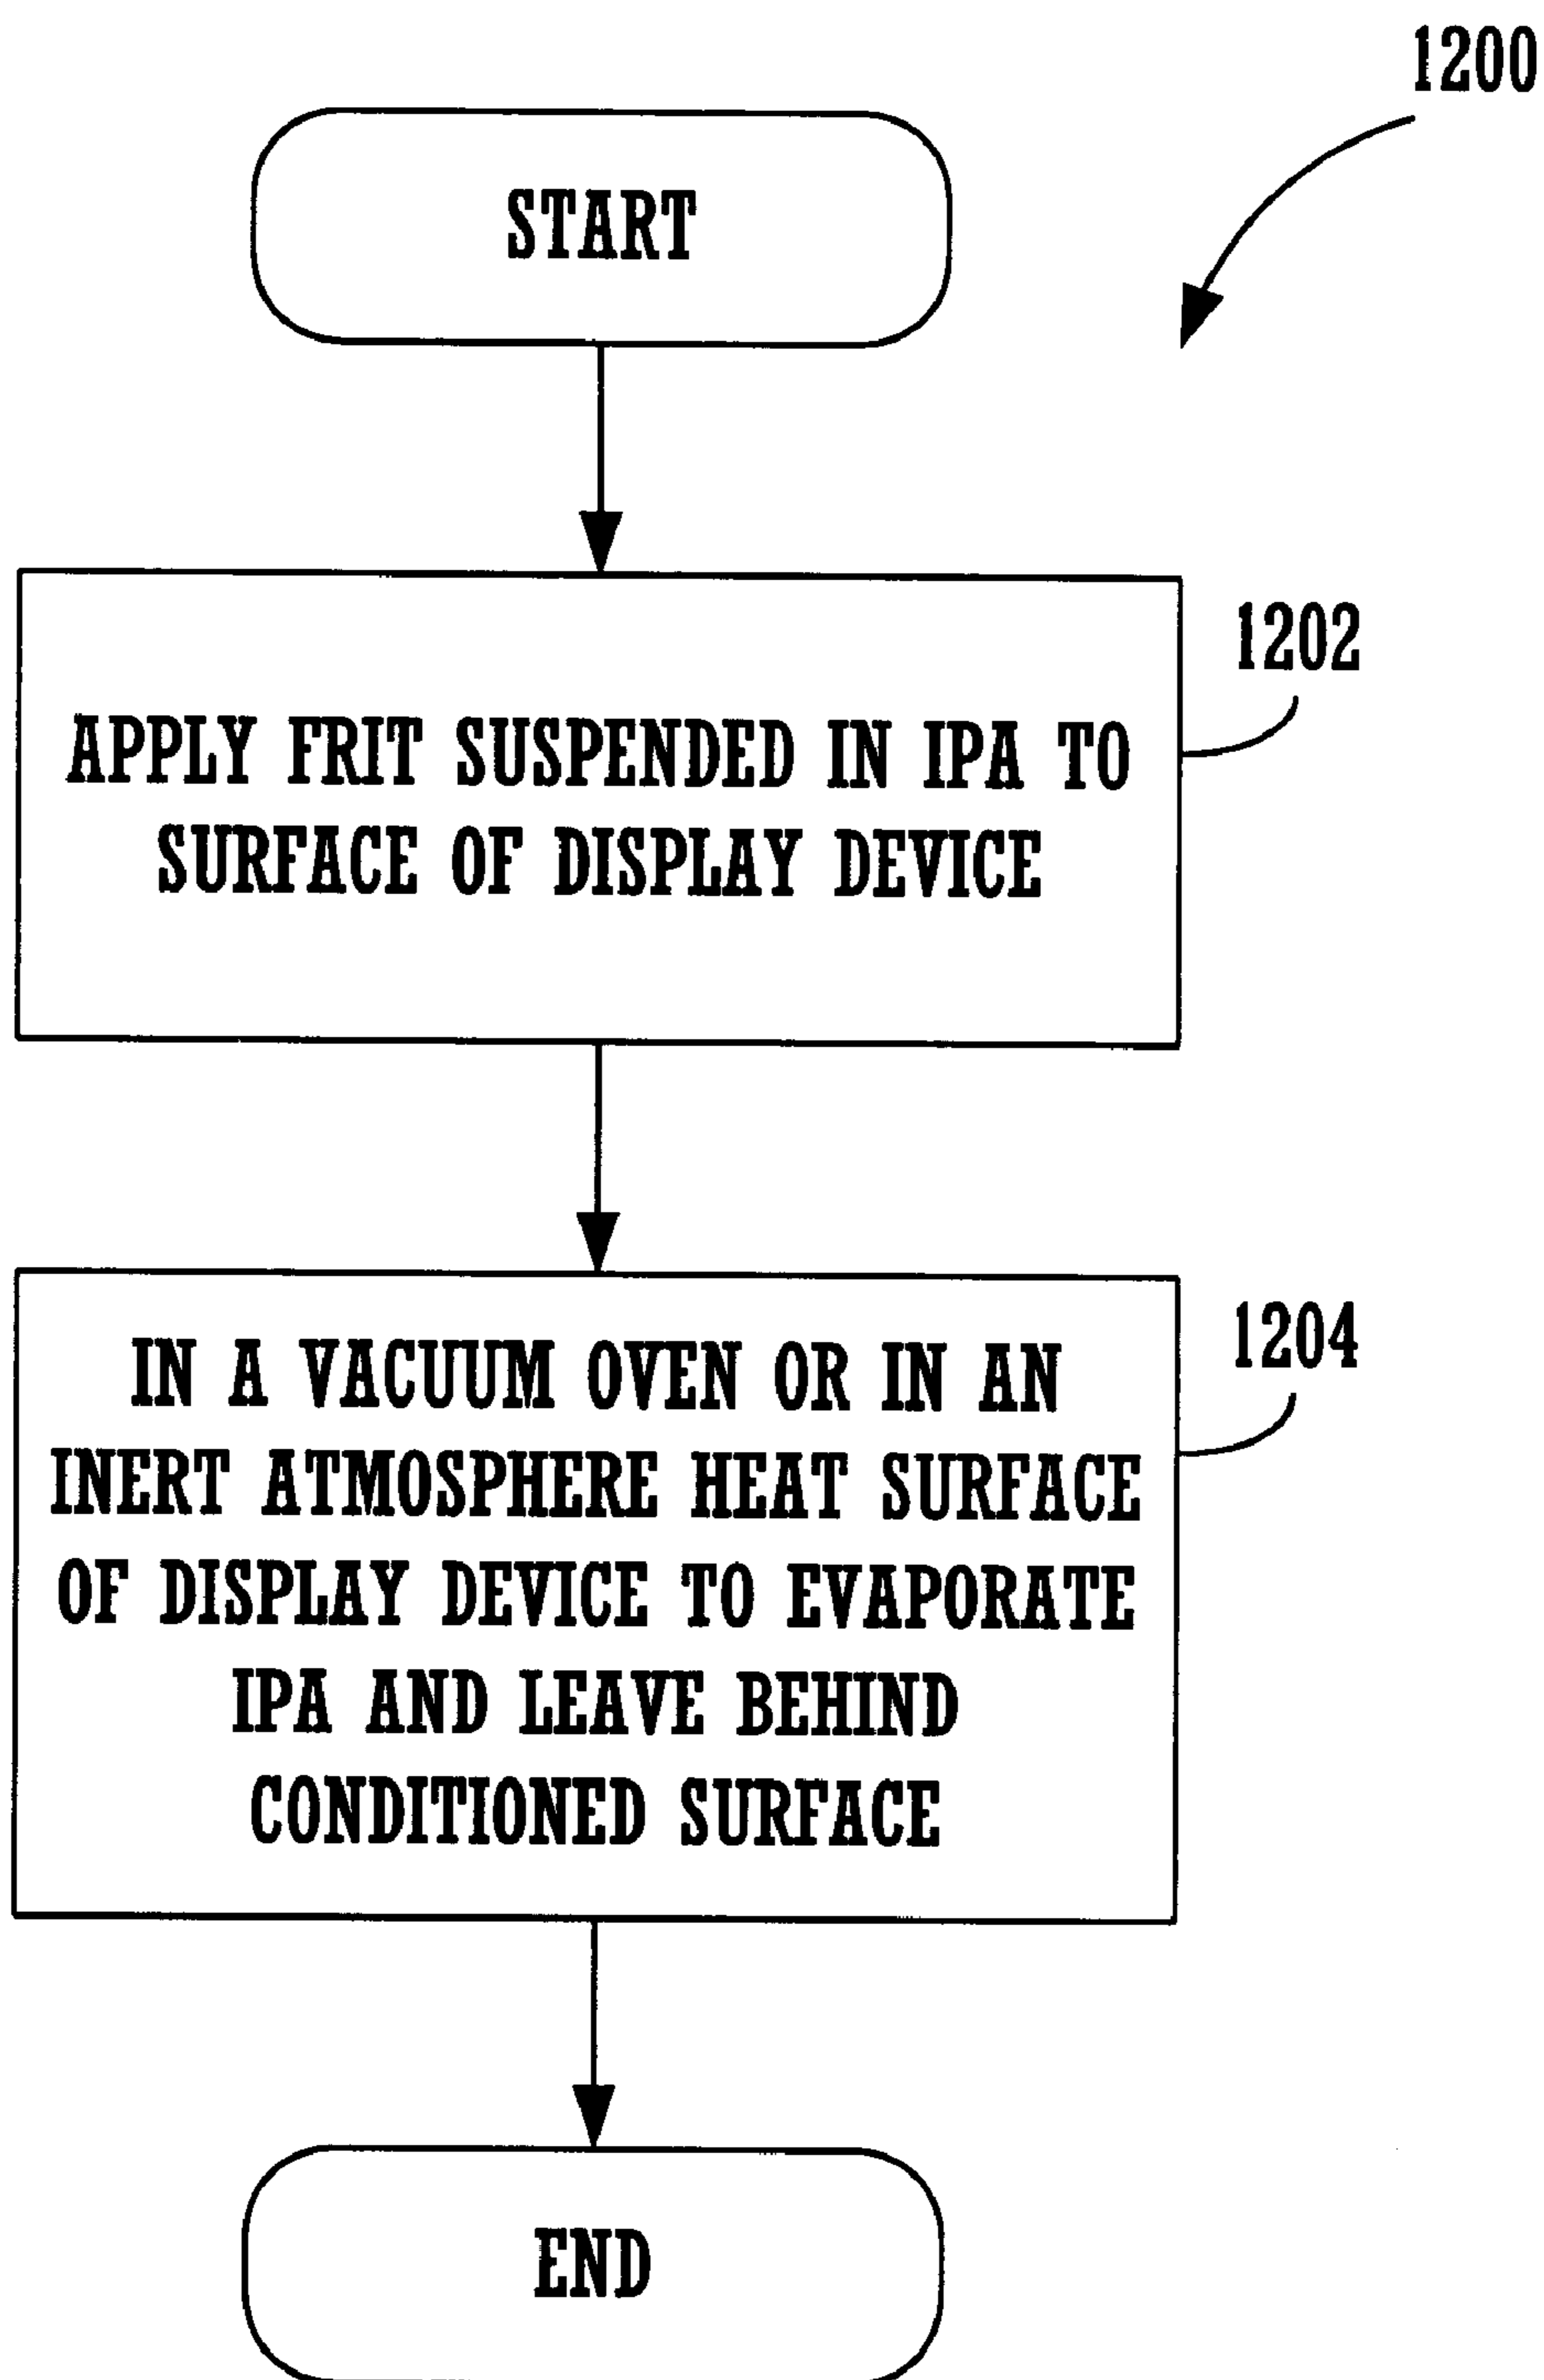 1200
START
APPLY FRIT SUSPENDED IN IPA TO
SURFACE OF DISPLAY DEVICE
1202
IN A VACUUM OVEN OR IN AN
INERT ATMOSPHERE HEAT SURFACE
OF DISPLAY DEVICE TO EVAPORATE
IPA AND LEAVE BEHIND
CONDITIONED SURFACE
1204
END